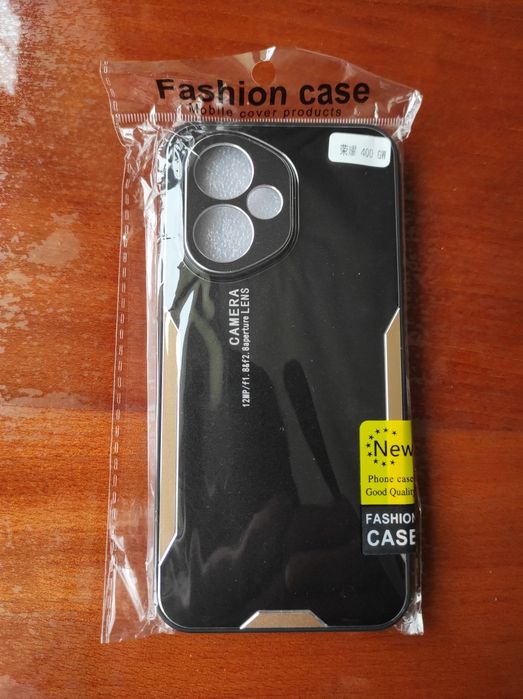 Fashion case
Mobile cover products
荣耀 400 GW
CAMERA
12MP/f1.8&f2.8aperture LENS
New
Phone case
Good Quality
FASHION
CASE